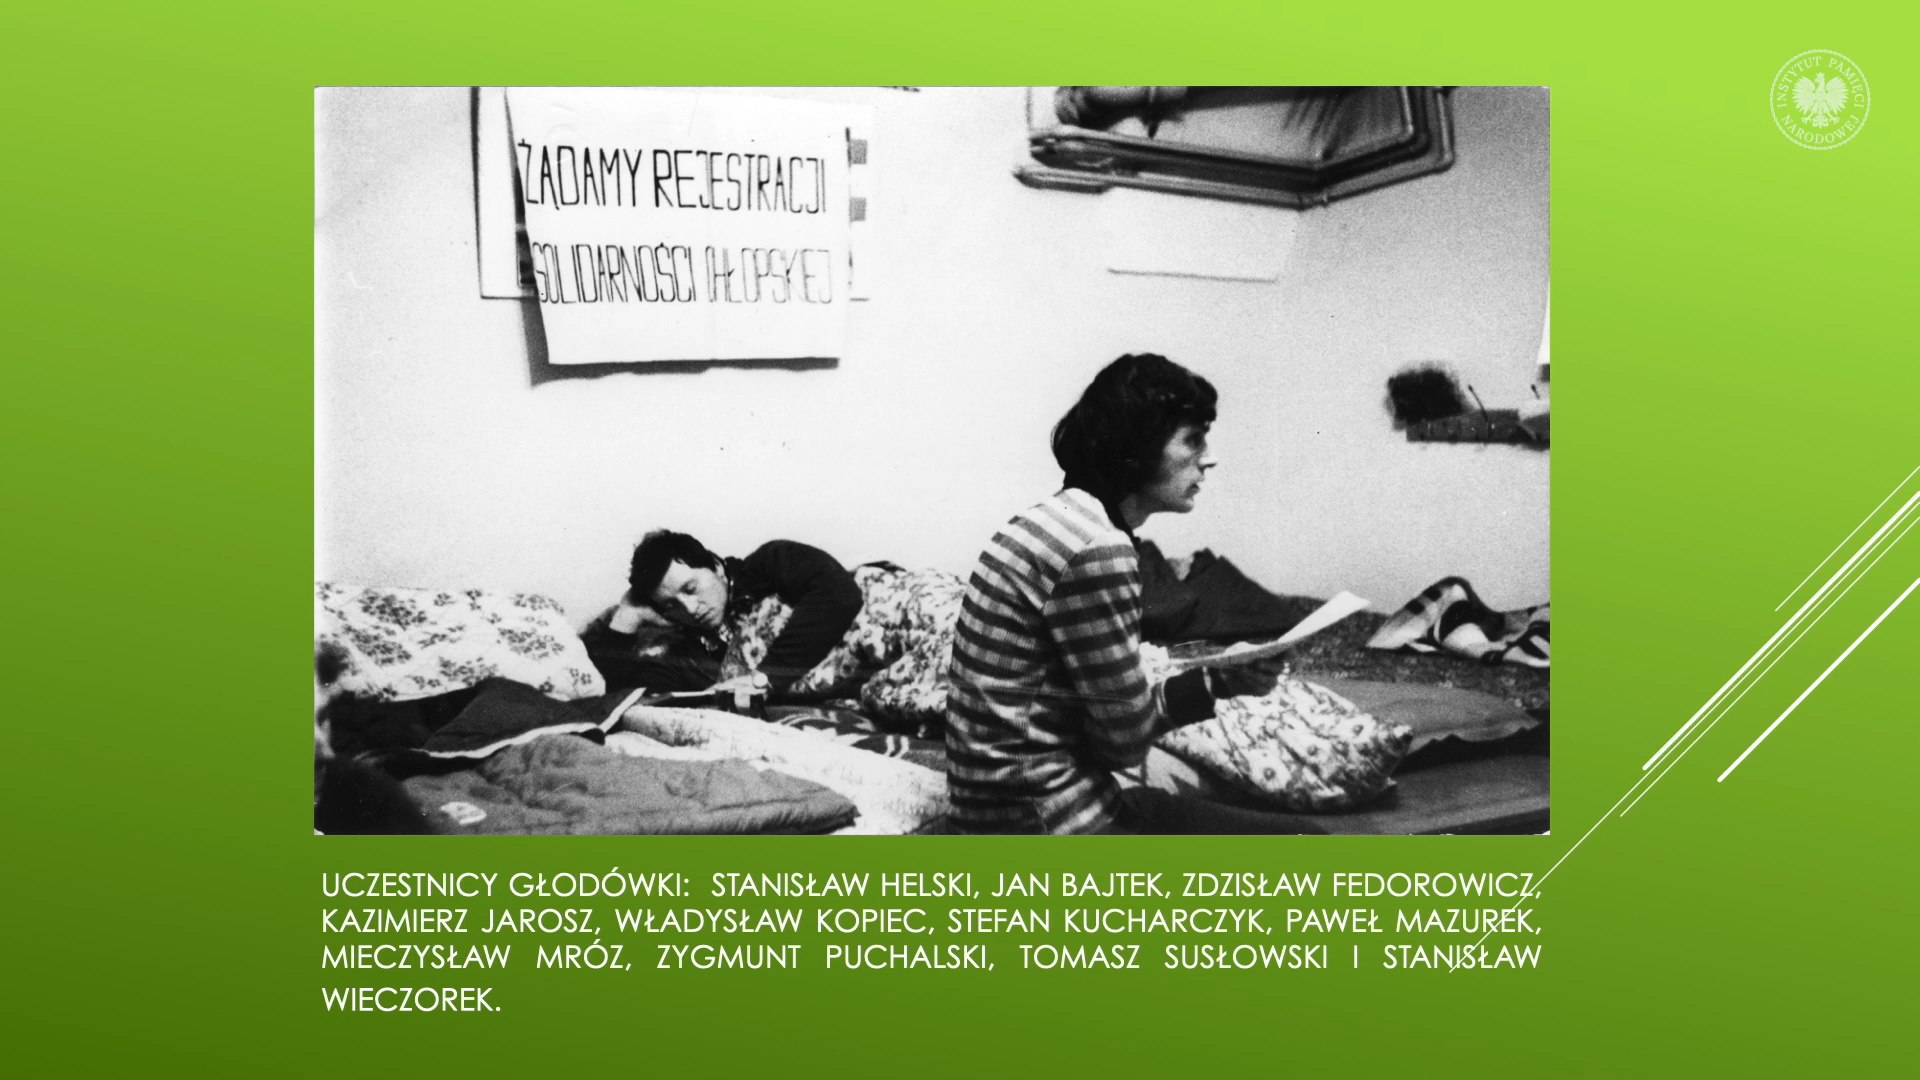 INSTYTUT PAMIĘCI NARODOWEJ
ŻĄDAMY REJESTRACJI
SOLIDARNOŚCI CHŁOPSKIEJ
UCZESTNICY GŁODÓWKI: STANISŁAW HELSKI, JAN BAJTEK, ZDZISŁAW FEDOROWICZ,
KAZIMIERZ JAROSZ, WŁADYSŁAW KOPIEC, STEFAN KUCHARCZYK, PAWEŁ MAZUREK,
MIECZYSŁAW MRÓZ, ZYGMUNT PUCHALSKI, TOMASZ SUSŁOWSKI I STANISŁAW
WIECZOREK.